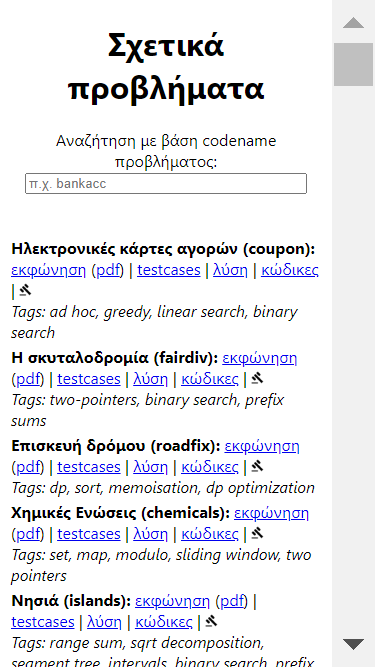 Σχετικά
προβλήματα
Αναζήτηση με βάση codename
προβλήματος:
π.χ. bankacc
Ηλεκτρονικές κάρτες αγορών (coupon):
εκφώνηση (pdf) | testcases | λύση | κώδικες
|
Tags: ad hoc, greedy, linear search, binary
search
Η σκυταλοδρομία (fairdiv): εκφώνηση
(pdf) | testcases | λύση | κώδικες |
Tags: two-pointers, binary search, prefix
sums
Επισκευή δρόμου (roadfix): εκφώνηση
(pdf) | testcases | λύση | κώδικες |
Tags: dp, sort, memoisation, dp optimization
Χημικές Ενώσεις (chemicals): εκφώνηση
(pdf) | testcases | λύση | κώδικες |
Tags: set, map, modulo, sliding window, two
pointers
Νησιά (islands): εκφώνηση (pdf) |
testcases | λύση | κώδικες |
Tags: range sum, sqrt decomposition,
segment tree, intervals, binary search, prefix